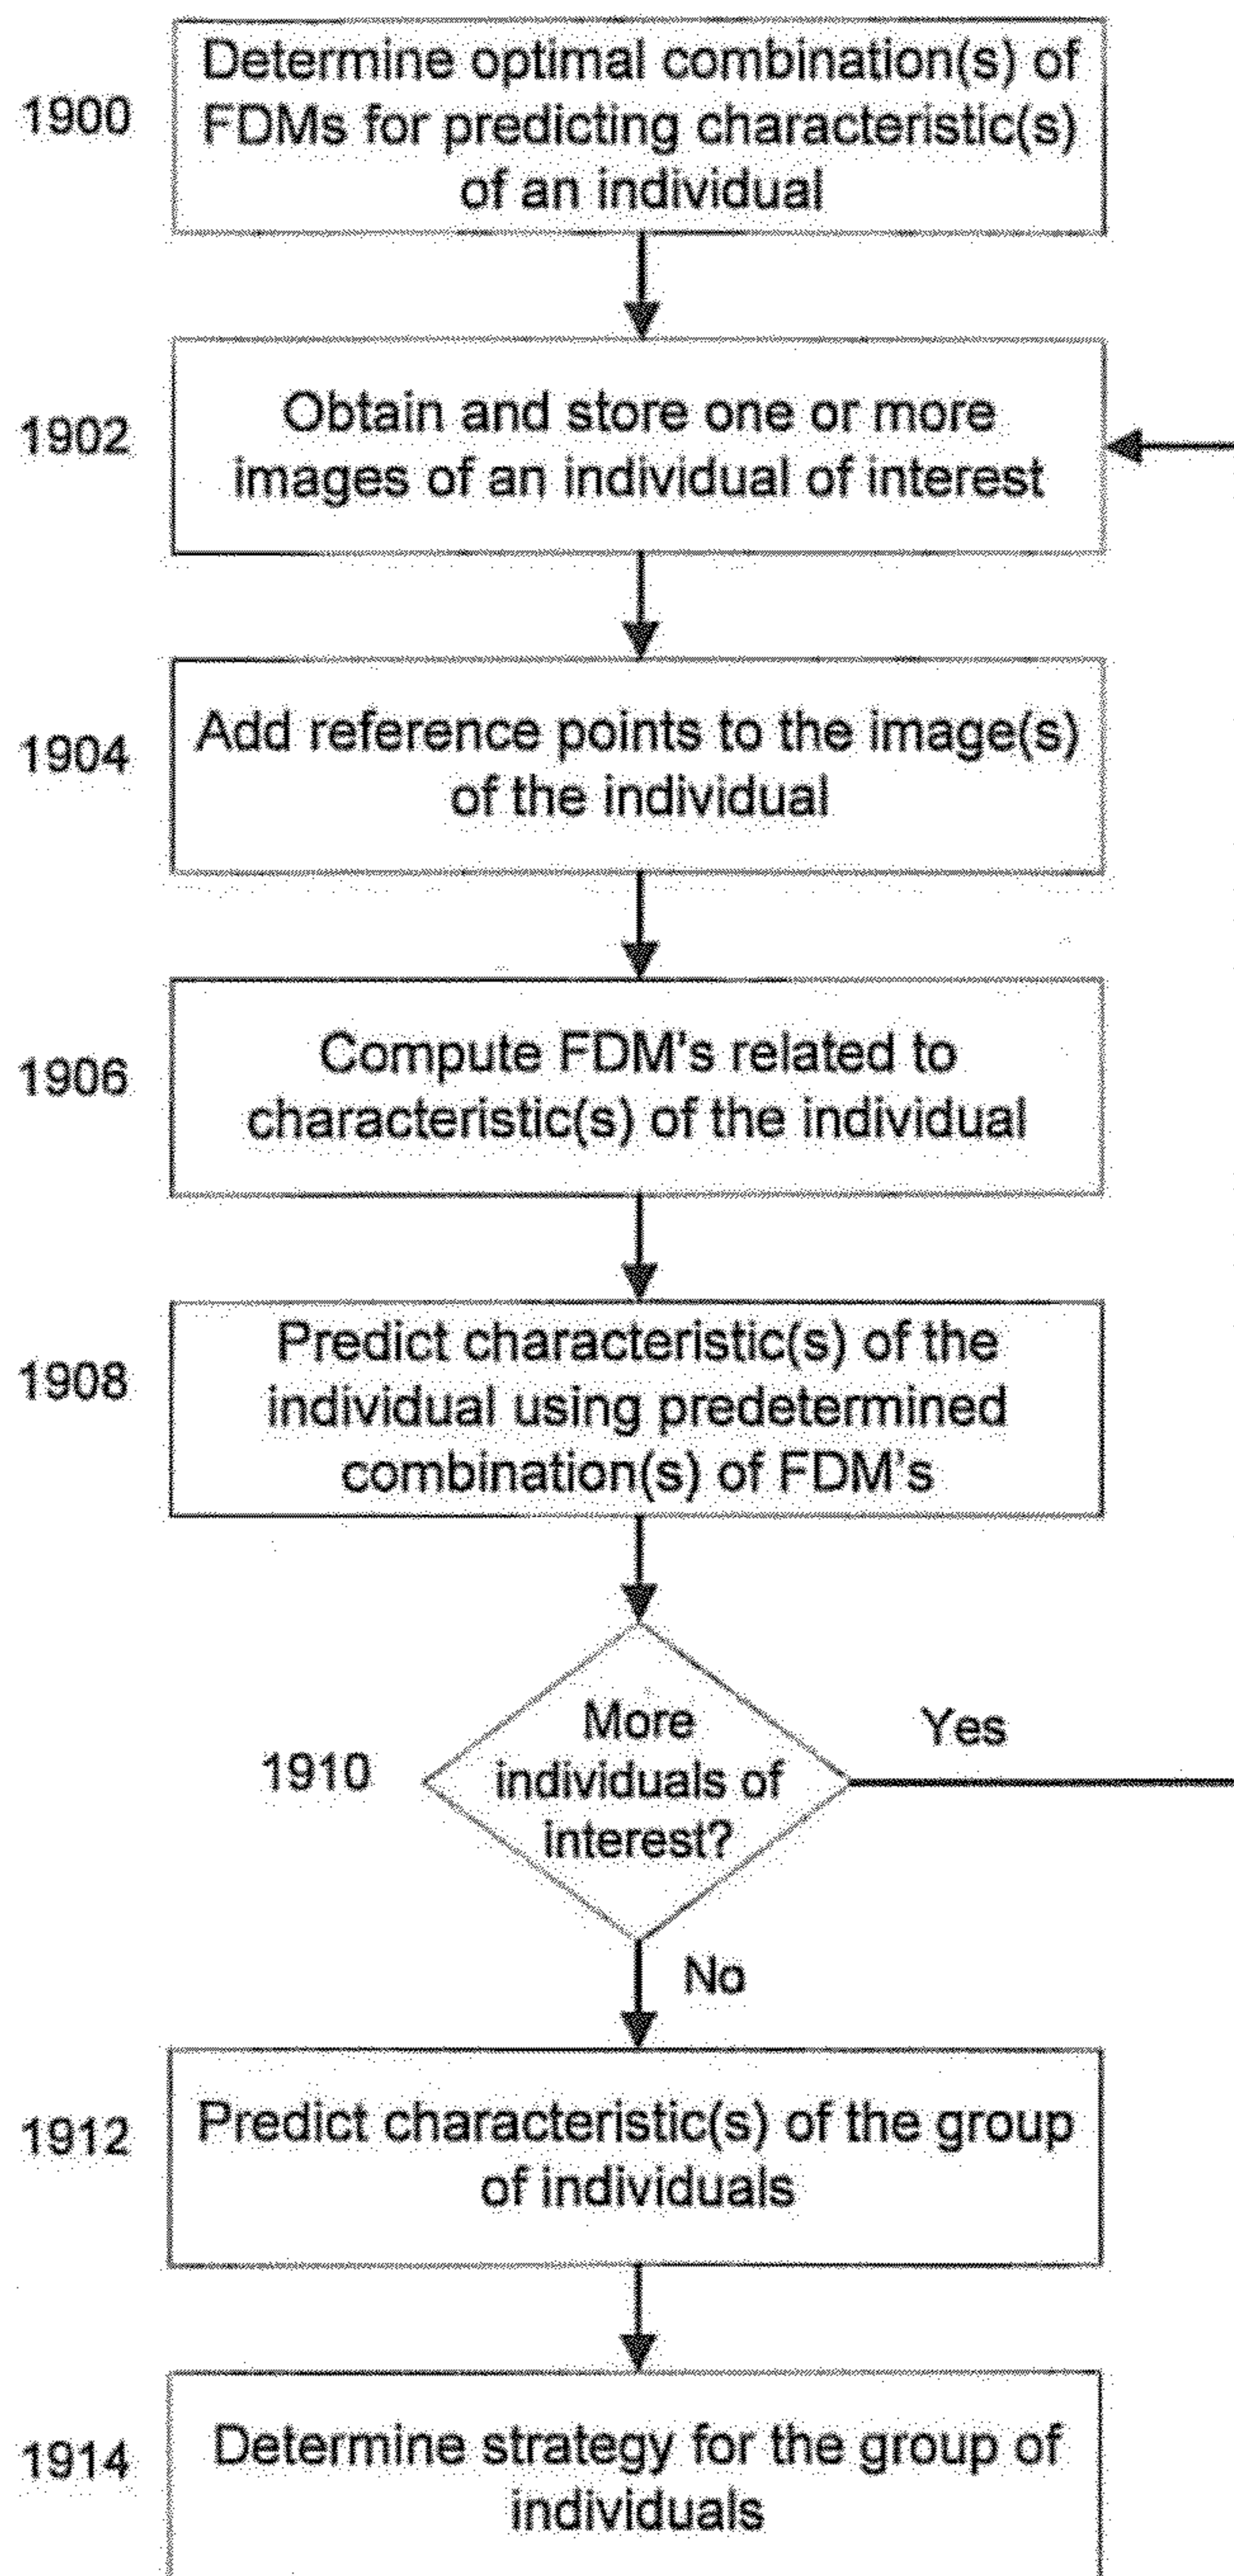 Determine optimal combination(s) of
1900
FDMs for predicting characteristic(s)
of an individual
Obtain and store one or more
1902
images of an individual of interest
Add reference points to the image(s)
1904
of the individual
Compute FDM's related to
1906
characteristic(s) of the individual
Predict characteristic(s) of the
1908
individual using predetermined
combination(s) of FDM's
More
Yes
1910
individuals of
interest?
No
Predict characteristic(s) of the group
1912
of individuals
Determine strategy for the group of
1914
individuals